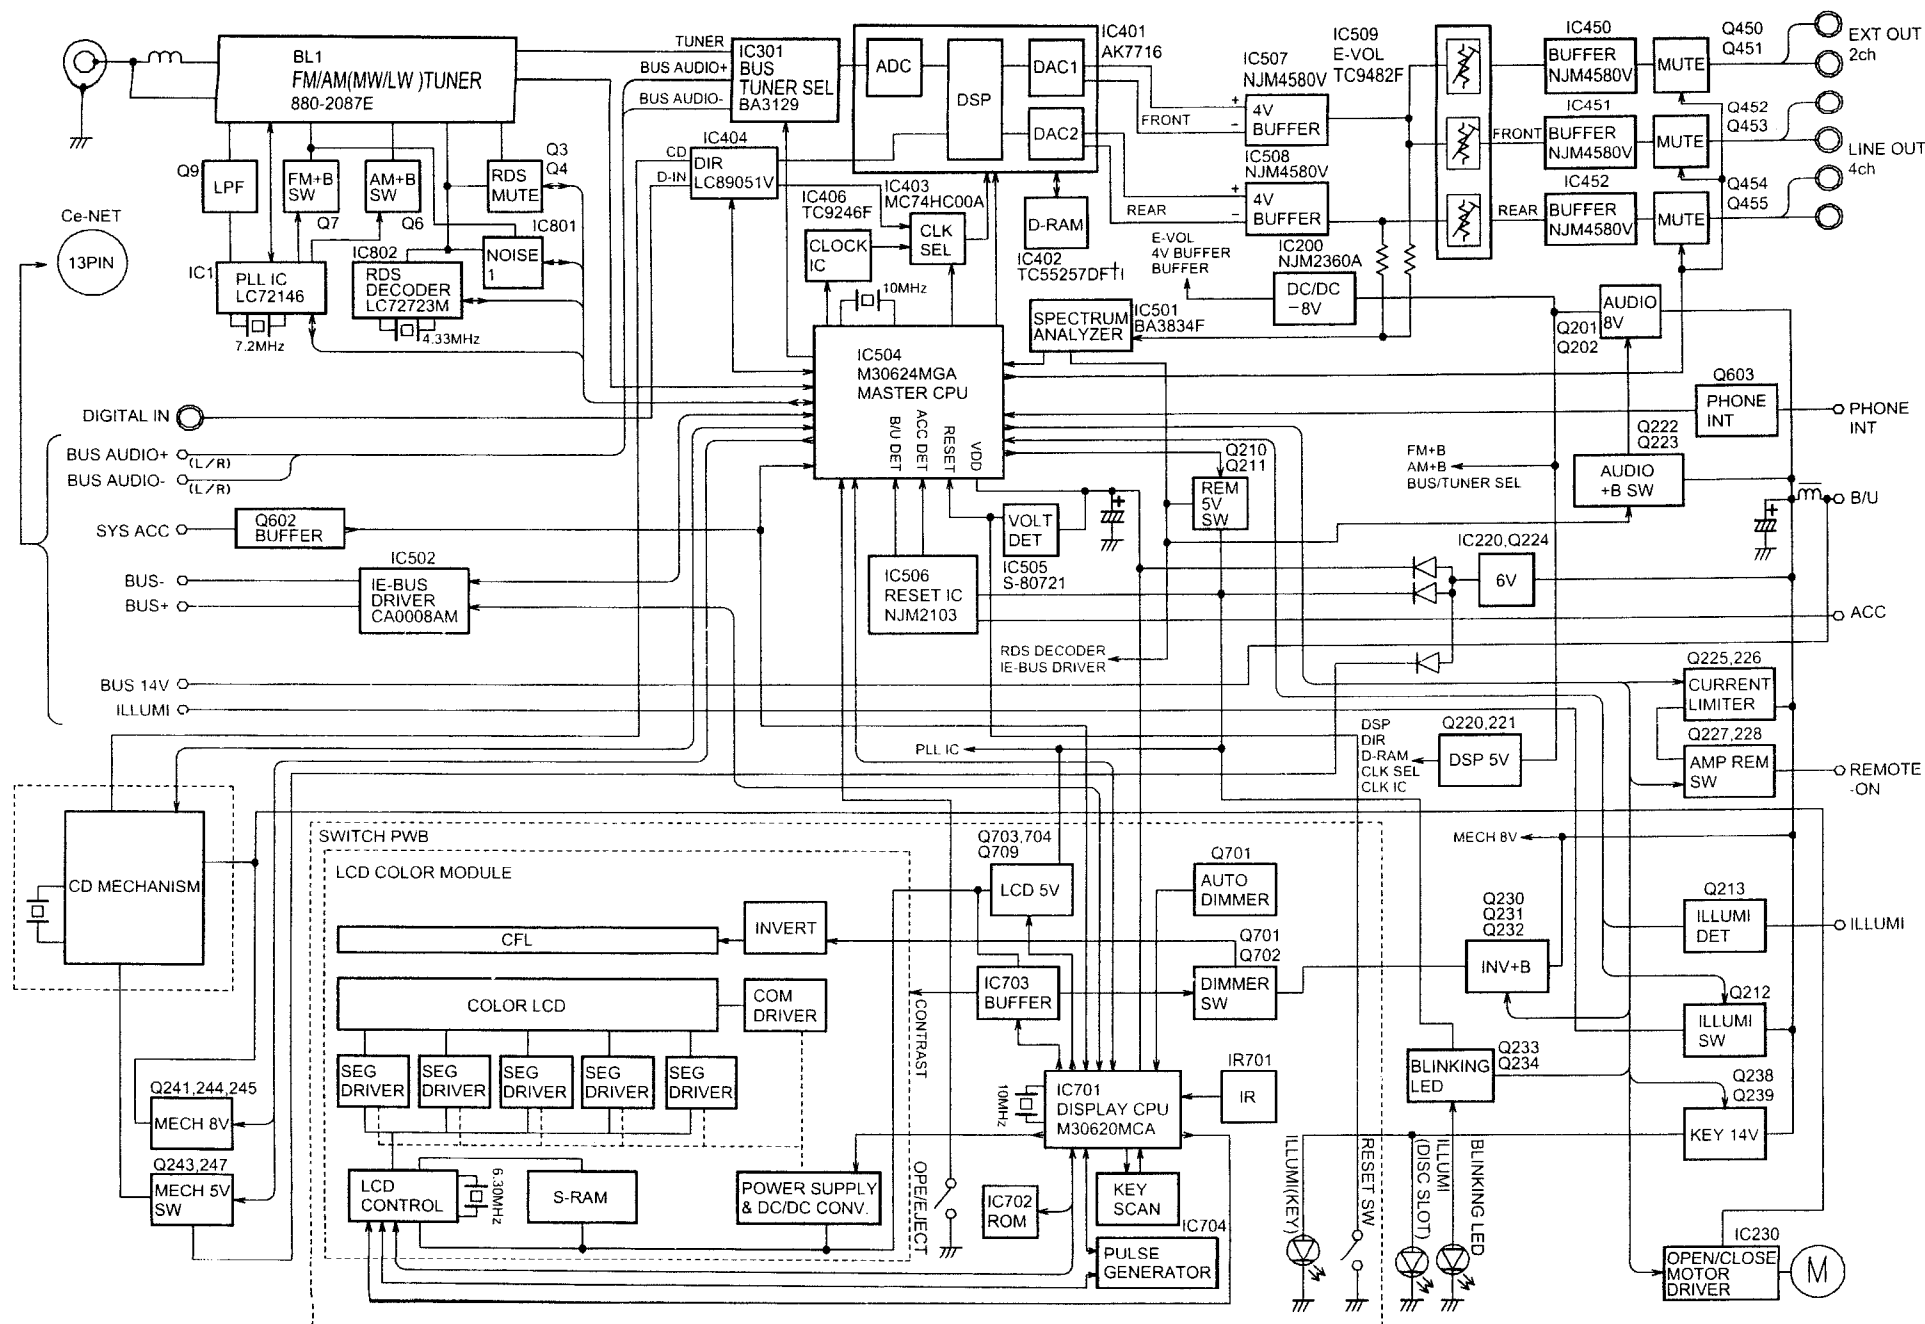 BL1
FM/AM(MW/LW )TUNER
880-2087E
TUNER
BUS AUDIO+
BUS AUDIO-
IC301
BUS
TUNER SEL
BA3129
ADC
DSP
DAC1
DAC2
IC401
AK7716
FRONT
REAR
IC507
NJM4580V
+
4V
-
BUFFER
IC508
NJM4580V
+
4V
-
BUFFER
IC509
E-VOL
TC9482F
IC450
BUFFER
NJM4580V
IC451
FRONT
BUFFER
NJM4580V
IC452
REAR
BUFFER
NJM4580V
MUTE
MUTE
MUTE
Q450
Q451
Q452
Q453
Q454
Q455
EXT OUT
2ch
LINE OUT
4ch
Q9
LPF
FM+B
SW
Q7
AM+B
SW
Q6
RDS
MUTE
Q3
Q4
IC801
NOISE
1
IC1
PLL IC
LC72146
7.2MHz
IC802
RDS
DECODER
LC72723M
4.33MHz
Ce-NET
13PIN
IC404
CD
D-IN
DIR
LC89051V
IC406
TC9246F
CLOCK
IC
IC403
MC74HC00A
CLK
SEL
10MHz
D-RAM
IC402
TC55257DFTI
E-VOL
4V BUFFER
BUFFER
IC200
NJM2360A
DC/DC
-8V
SPECTRUM
ANALYZER
IC501
BA3834F
AUDIO
8V
Q201
Q202
IC504
M30624MGA
MASTER CPU
B/U DET
ACC DET
RESET
VDD
DIGITAL IN
BUS AUDIO+
(L/R)
BUS AUDIO-
(L/R)
SYS ACC
Q602
BUFFER
BUS-
BUS+
IC502
IE-BUS
DRIVER
CA0008AM
BUS 14V
ILLUMI
Q603
PHONE
INT
PHONE
INT
Q210
Q211
REM
5V
SW
FM+B
AM+B
BUS/TUNER SEL
Q222
Q223
AUDIO
+B SW
+
B/U
+
VOLT
DET
IC505
S-80721
IC506
RESET IC
NJM2103
IC220,Q224
6V
ACC
RDS DECODER
IE-BUS DRIVER
Q225,226
CURRENT
LIMITER
Q227,228
AMP REM
SW
REMOTE
-ON
PLL IC
DSP
DIR
D-RAM
CLK SEL
CLK IC
Q220,221
DSP 5V
MECH 8V
CD MECHANISM
Q241,244,245
MECH 8V
Q243,247
MECH 5V
SW
SWITCH PWB
LCD COLOR MODULE
CFL
INVERT
COLOR LCD
COM
DRIVER
SEG
DRIVER
SEG
DRIVER
SEG
DRIVER
SEG
DRIVER
SEG
DRIVER
LCD
CONTROL
6.30MHz
S-RAM
POWER SUPPLY
& DC/DC CONV.
CONTRAST
OPE/EJECT
Q703,704
Q709
LCD 5V
IC703
BUFFER
Q701
AUTO
DIMMER
Q701
Q702
DIMMER
SW
10MHz
IC701
DISPLAY CPU
M30620MCA
IR701
IR
IC702
ROM
KEY
SCAN
IC704
PULSE
GENERATOR
Q230
Q231
Q232
INV+B
Q213
ILLUMI
DET
ILLUMI
Q212
ILLUMI
SW
BLINKING
LED
Q233
Q234
Q238
Q239
KEY 14V
ILLUMI(KEY)
RESET SW
ILLUMI
(DISC SLOT)
BLINKING LED
IC230
OPEN/CLOSE
MOTOR
DRIVER
M